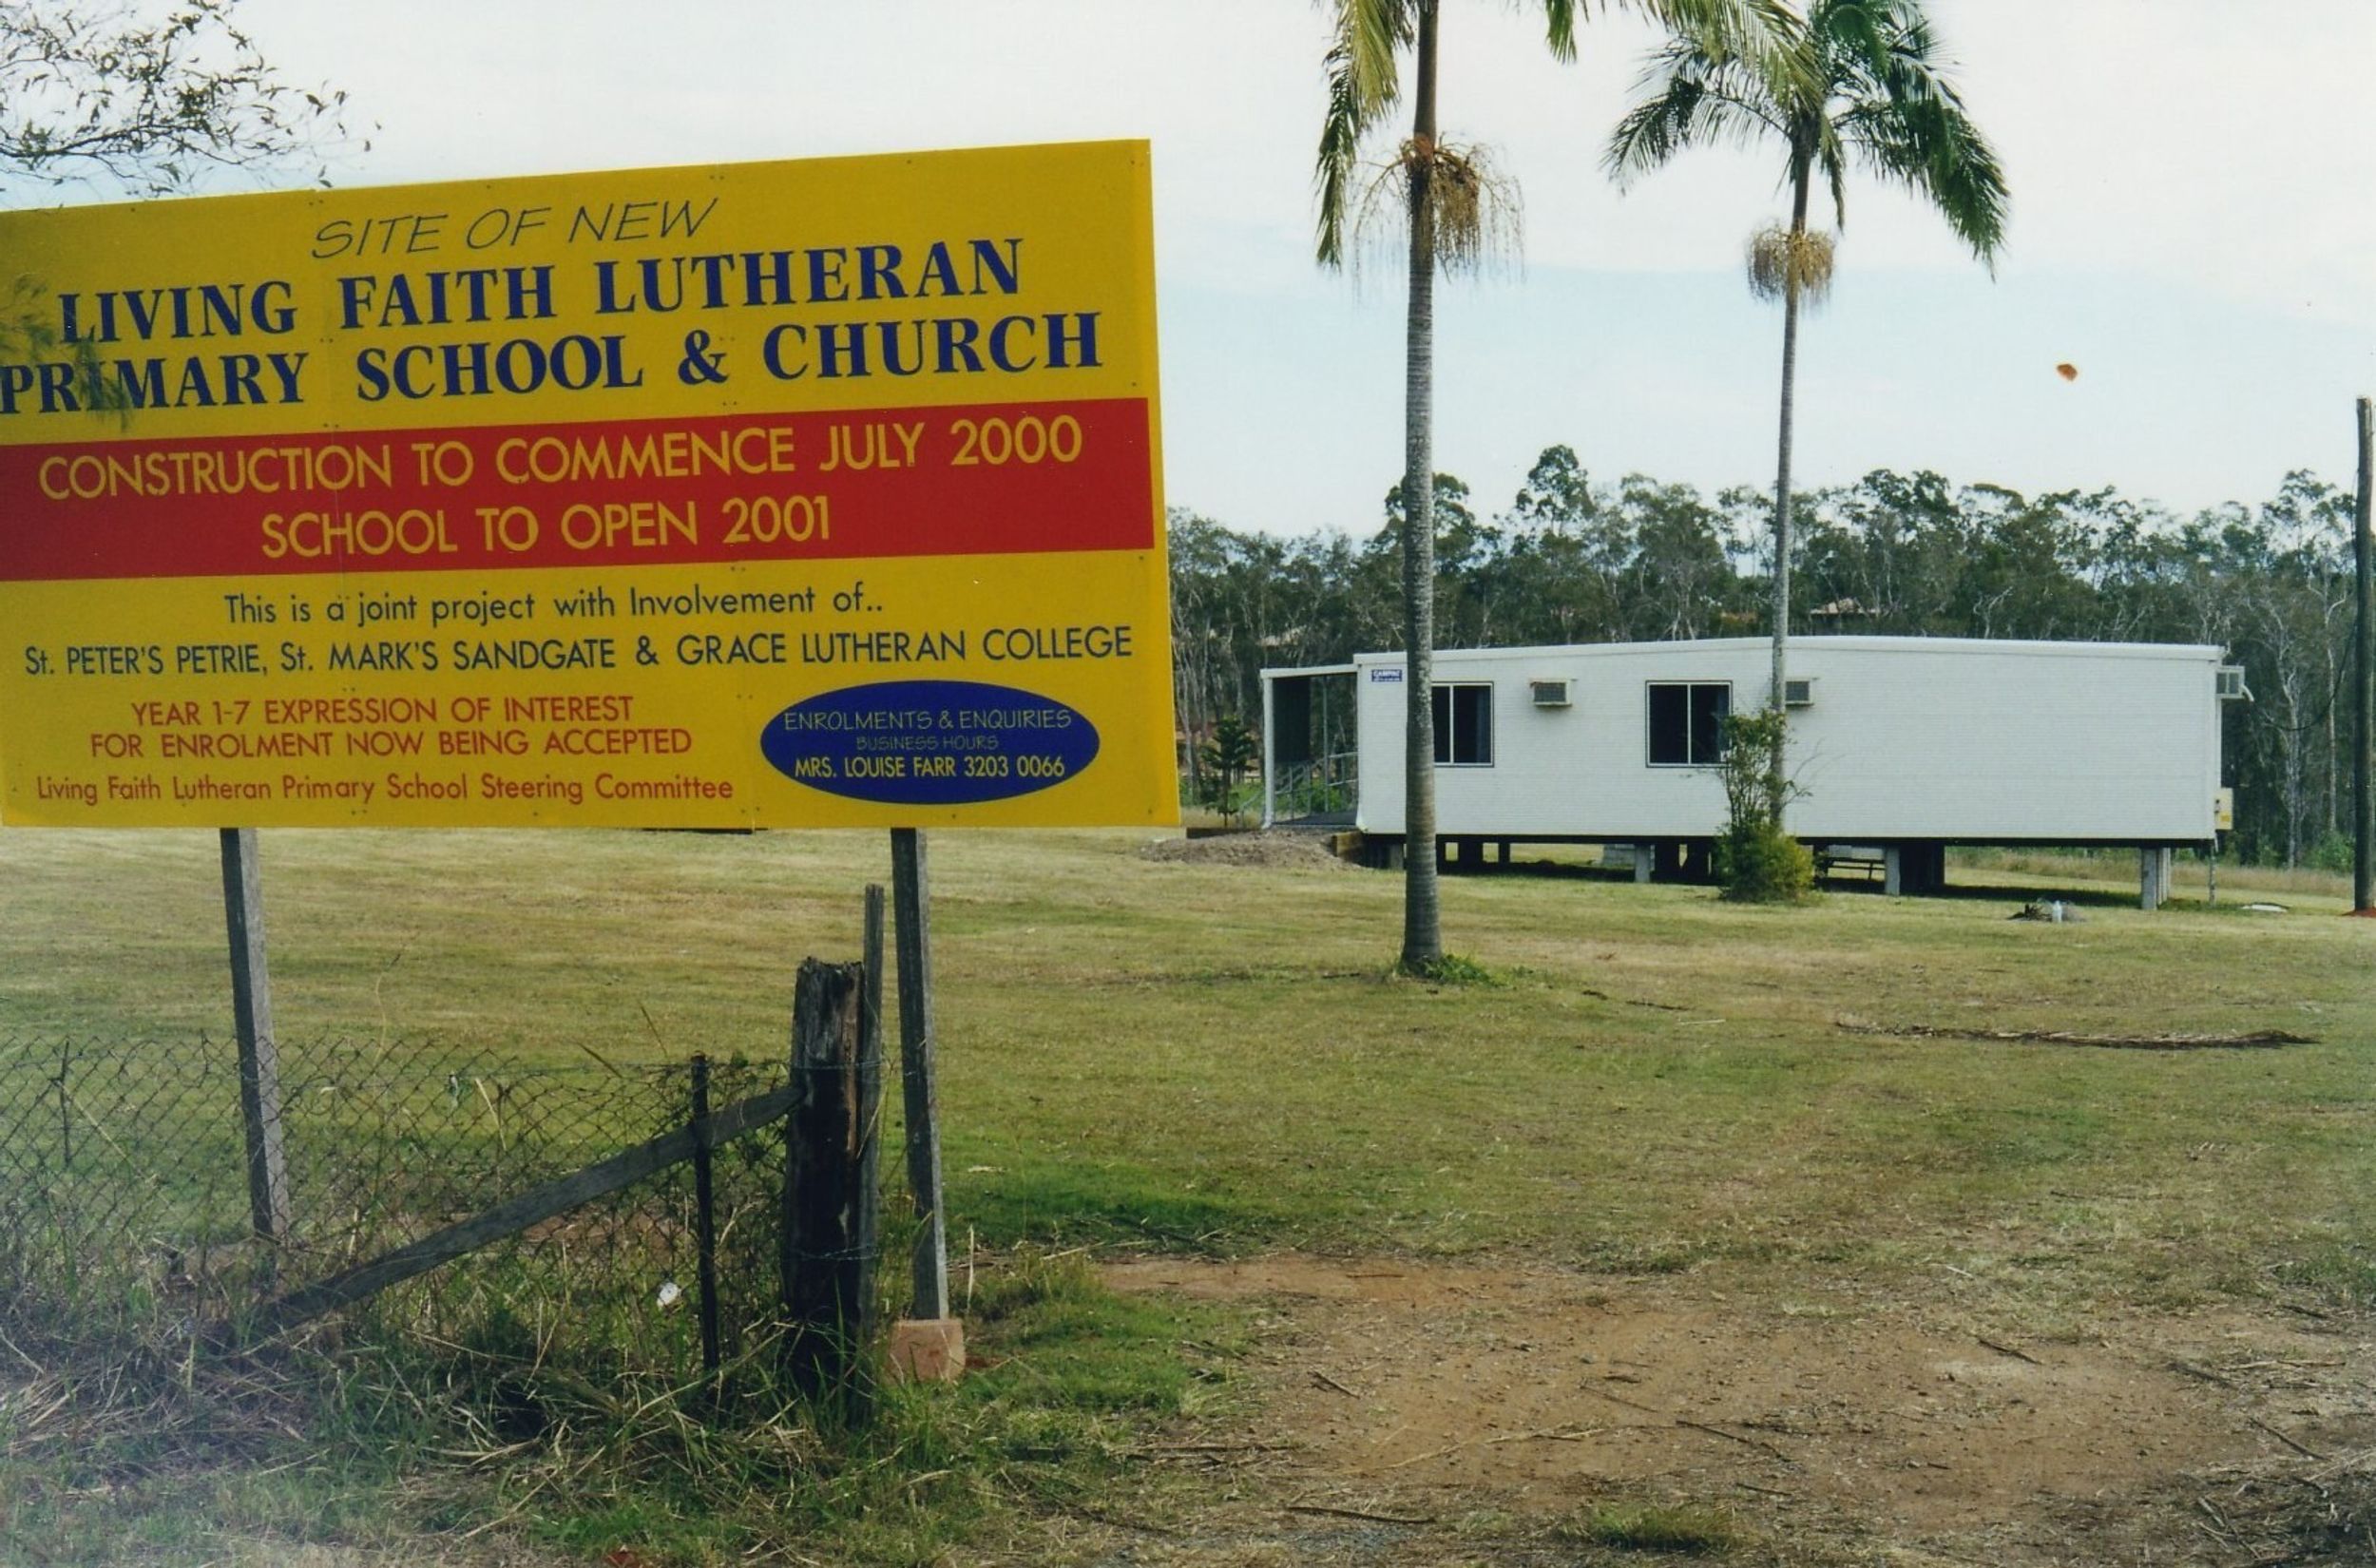 SITE OF NEW
LIVING FAITH LUTHERAN
PRIMARY SCHOOL & CHURCH
CONSTRUCTION TO COMMENCE JULY 2000
SCHOOL TO OPEN 2001
This is a joint project with Involvement of..
St. PETER'S PETRIE, St. MARK'S SANDGATE & GRACE LUTHERAN COLLEGE
YEAR 1-7 EXPRESSION OF INTEREST
FOR ENROLMENT NOW BEING ACCEPTED
Living Faith Lutheran Primary School Steering Committee
ENROLMENTS & ENQUIRIES
BUSINESS HOURS
MRS. LOUISE FARR 3203 0066